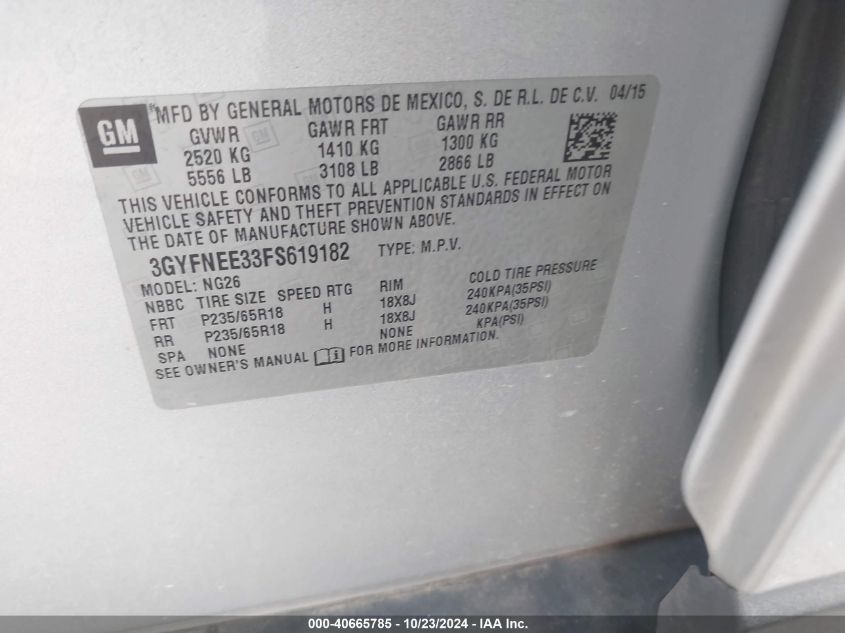 GM
MFD BY GENERAL MOTORS DE MEXICO, S. DE R.L. DE C.V. 04/15
GVWR GAWR FRT GAWR RR
2520 KG 1410 KG 1300 KG
5556 LB 3108 LB 2866 LB
THIS VEHICLE CONFORMS TO ALL APPLICABLE U.S. FEDERAL MOTOR
VEHICLE SAFETY AND THEFT PREVENTION STANDARDS IN EFFECT ON
THE DATE OF MANUFACTURE SHOWN ABOVE.
3GYFNEE33FS619182 TYPE: M.P.V.
MODEL: NG26
NBBC TIRE SIZE SPEED RTG RIM COLD TIRE PRESSURE
FRT P235/65R18 H 18X8J 240KPA(35PSI)
RR P235/65R18 H 18X8J 240KPA(35PSI)
SPA NONE NONE KPA(PSI)
SEE OWNER'S MANUAL FOR MORE INFORMATION.
000-40665785 - 10/23/2024 - IAA Inc.